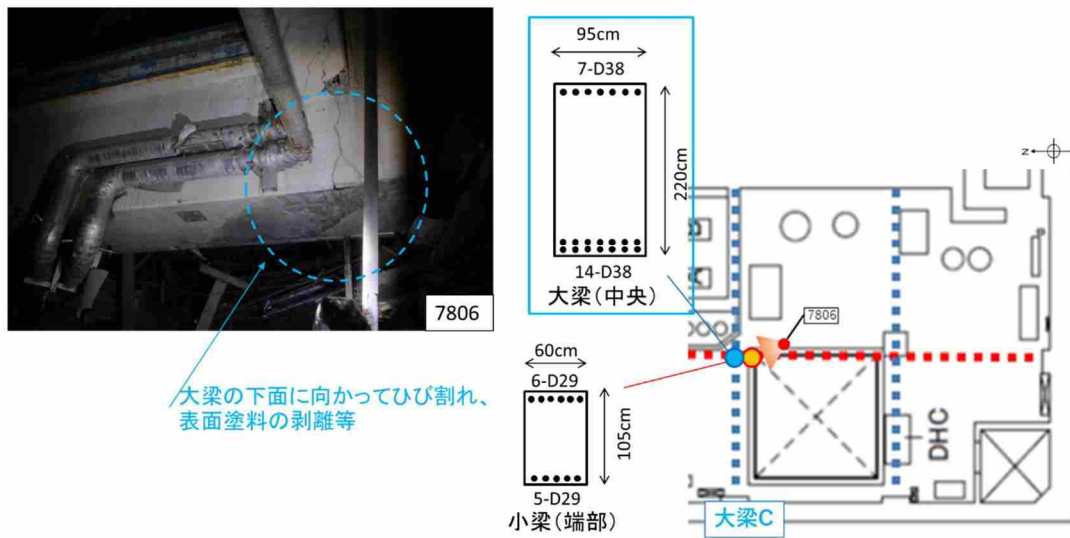 7806
大梁の下面に向かってひび割れ、
表面塗料の剥離等
95cm
7-D38
220cm
14-D38
大梁(中央)
60cm
6-D29
105cm
5-D29
小梁(端部)
N
7806
DHC
大梁C